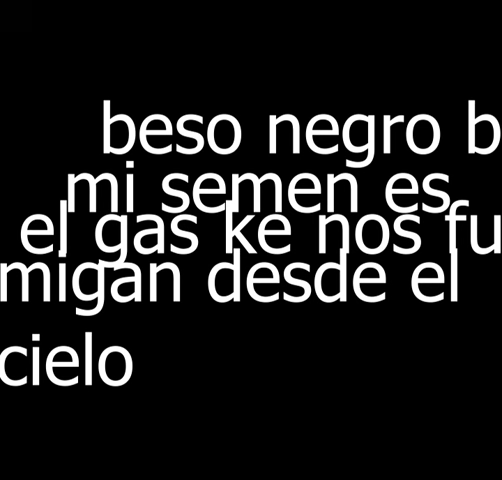 beso negro b
mi semen es
el gas ke nos fu
migan desde el
cielo